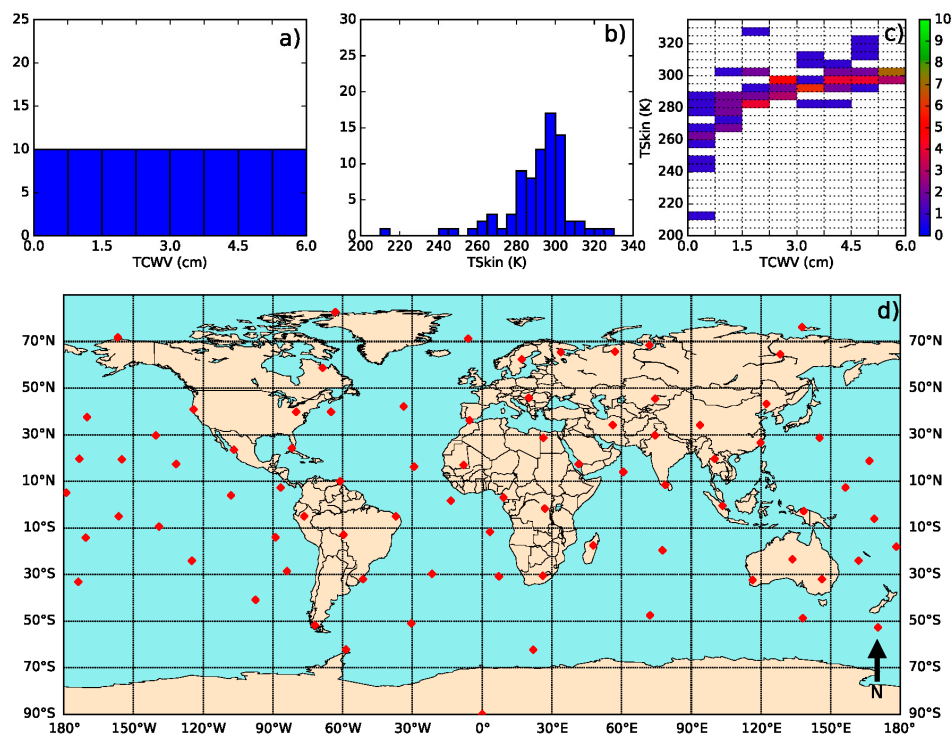 a)
25
20
15
10
5
0
0.0 1.5 3.0 4.5 6.0
TCWV (cm)
b)
30
25
20
15
10
5
0
200 220 240 260 280 300 320 340
TSkin (K)
c)
320
300
280
260
240
220
200
TSkin (K)
0.0 1.5 3.0 4.5 6.0
TCWV (cm)
10
9
8
7
6
5
4
3
2
1
0
d)
70°N
50°N
30°N
10°N
10°S
30°S
50°S
70°S
90°S
70°N
50°N
30°N
10°N
10°S
30°S
50°S
70°S
90°S
N
180° 150°W 120°W 90°W 60°W 30°W 0° 30°E 60°E 90°E 120°E 150°E 180°